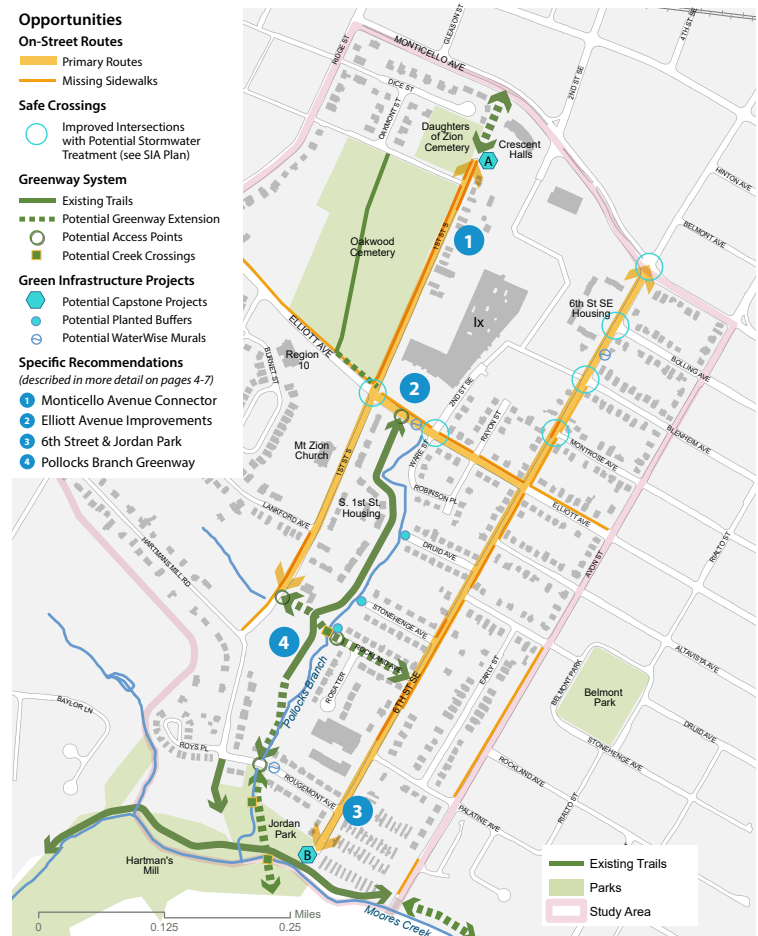 Opportunities
On-Street Routes
Primary Routes
Missing Sidewalks
Safe Crossings
Improved Intersections
with Potential Stormwater
Treatment (see SIA Plan)
Greenway System
Existing Trails
Potential Greenway Extension
Potential Access Points
Potential Creek Crossings
Green Infrastructure Projects
Potential Capstone Projects
Potential Planted Buffers
Potential WaterWise Murals
Specific Recommendations
(described in more detail on pages 4-7)
1 Monticello Avenue Connector
2 Elliott Avenue Improvements
3 6th Street & Jordan Park
4 Pollocks Branch Greenway
RIDGE ST
MONTICELLO AVE
GLEASON ST
4TH ST SE
2ND ST SE
DICE ST
OAKMONT ST
Daughters
of Zion
Cemetery
Crescent
Halls
A
HINTON AVE
BELMONT AVE
1ST ST S
1
Oakwood
Cemetery
Ix
6th St SE
Housing
ELLIOTT AVE
Region
10
BURNET ST
2
2ND ST SE
BOLLING AVE
BLENHEIM AVE
RAYON ST
MONTROSE AVE
WARE ST
Mt Zion
Church
1ST ST S
ROBINSON PL
S. 1st St.
Housing
ELLIOTT AVE
LANKFORD AVE
HARTMANS MILL RD
DRUID AVE
AVON ST
RIALTO ST
STONEHENGE AVE
4
ROCKLAND AVE
Pollocks Branch
ROSA TER
6TH ST SE
EARLY ST
BELMONT PARK
Belmont
Park
ALTAVISTA AVE
DRUID AVE
STONEHENGE AVE
BAYLOR LN
ROYS PL
ROUGEMONT AVE
ROCKLAND AVE
RIALTO ST
PALATINE AVE
3
Jordan
Park
B
Hartman's
Mill
Moores Creek
Miles
0
0.125
0.25
Existing Trails
Parks
Study Area